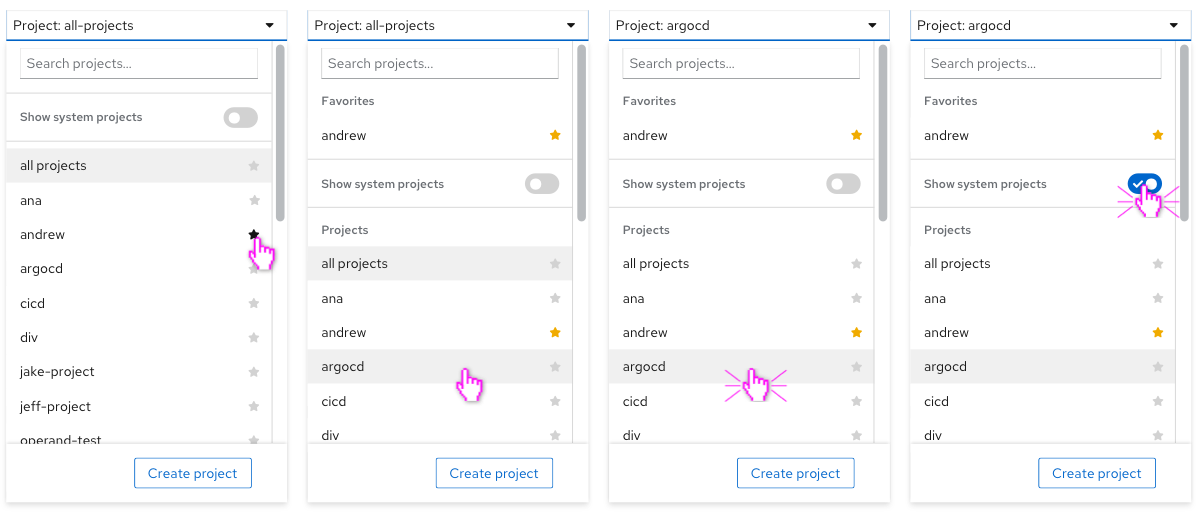 Project: all-projects
Search projects...
Show system projects
all projects
ana
andrew
argocd
cicd
div
jake-project
jeff-project
operand-test
Create project
Project: all-projects
Search projects...
Favorites
andrew
Show system projects
Projects
all projects
ana
andrew
argocd
cicd
div
Create project
Project: argocd
Search projects...
Favorites
andrew
Show system projects
Projects
all projects
ana
andrew
argocd
cicd
div
Create project
Project: argocd
Search projects...
Favorites
andrew
Show system projects
Projects
all projects
ana
andrew
argocd
cicd
div
Create project